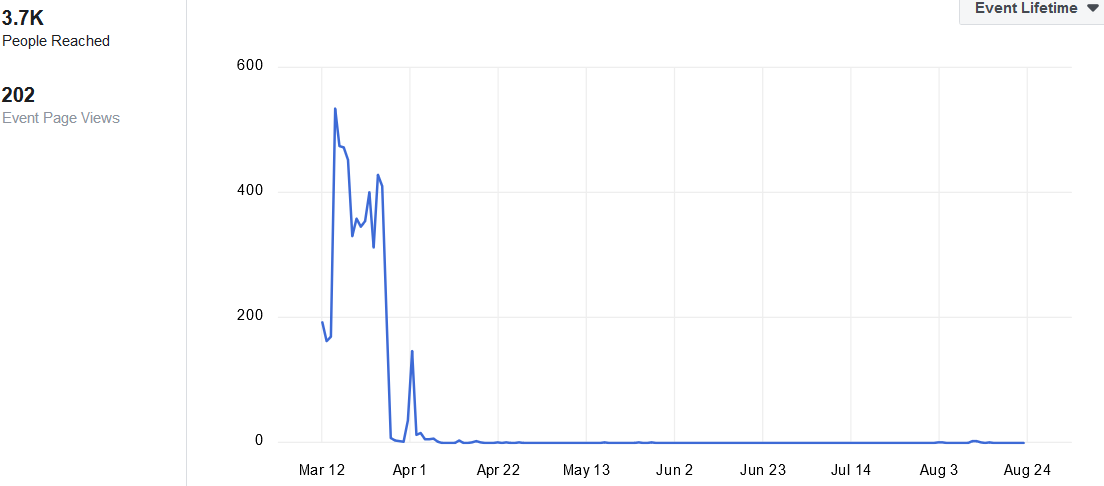 3.7K
People Reached
202
Event Page Views
Event Lifetime
600
400
200
0
Mar 12 Apr 1 Apr 22 May 13 Jun 2 Jun 23 Jul 14 Aug 3 Aug 24